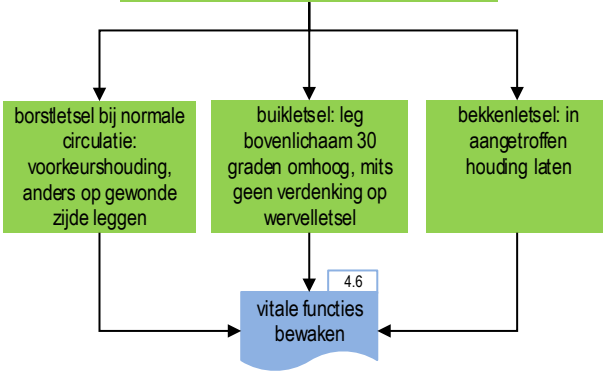 borstletsel bij normale
circulatie:
voorkeurshouding,
anders op gewonde
zijde leggen
buikletsel: leg
bovenlichaam 30
graden omhoog, mits
geen verdenking op
wervelletsel
bekkenletsel: in
aangetroffen
houding laten
4.6
vitale functies
bewaken